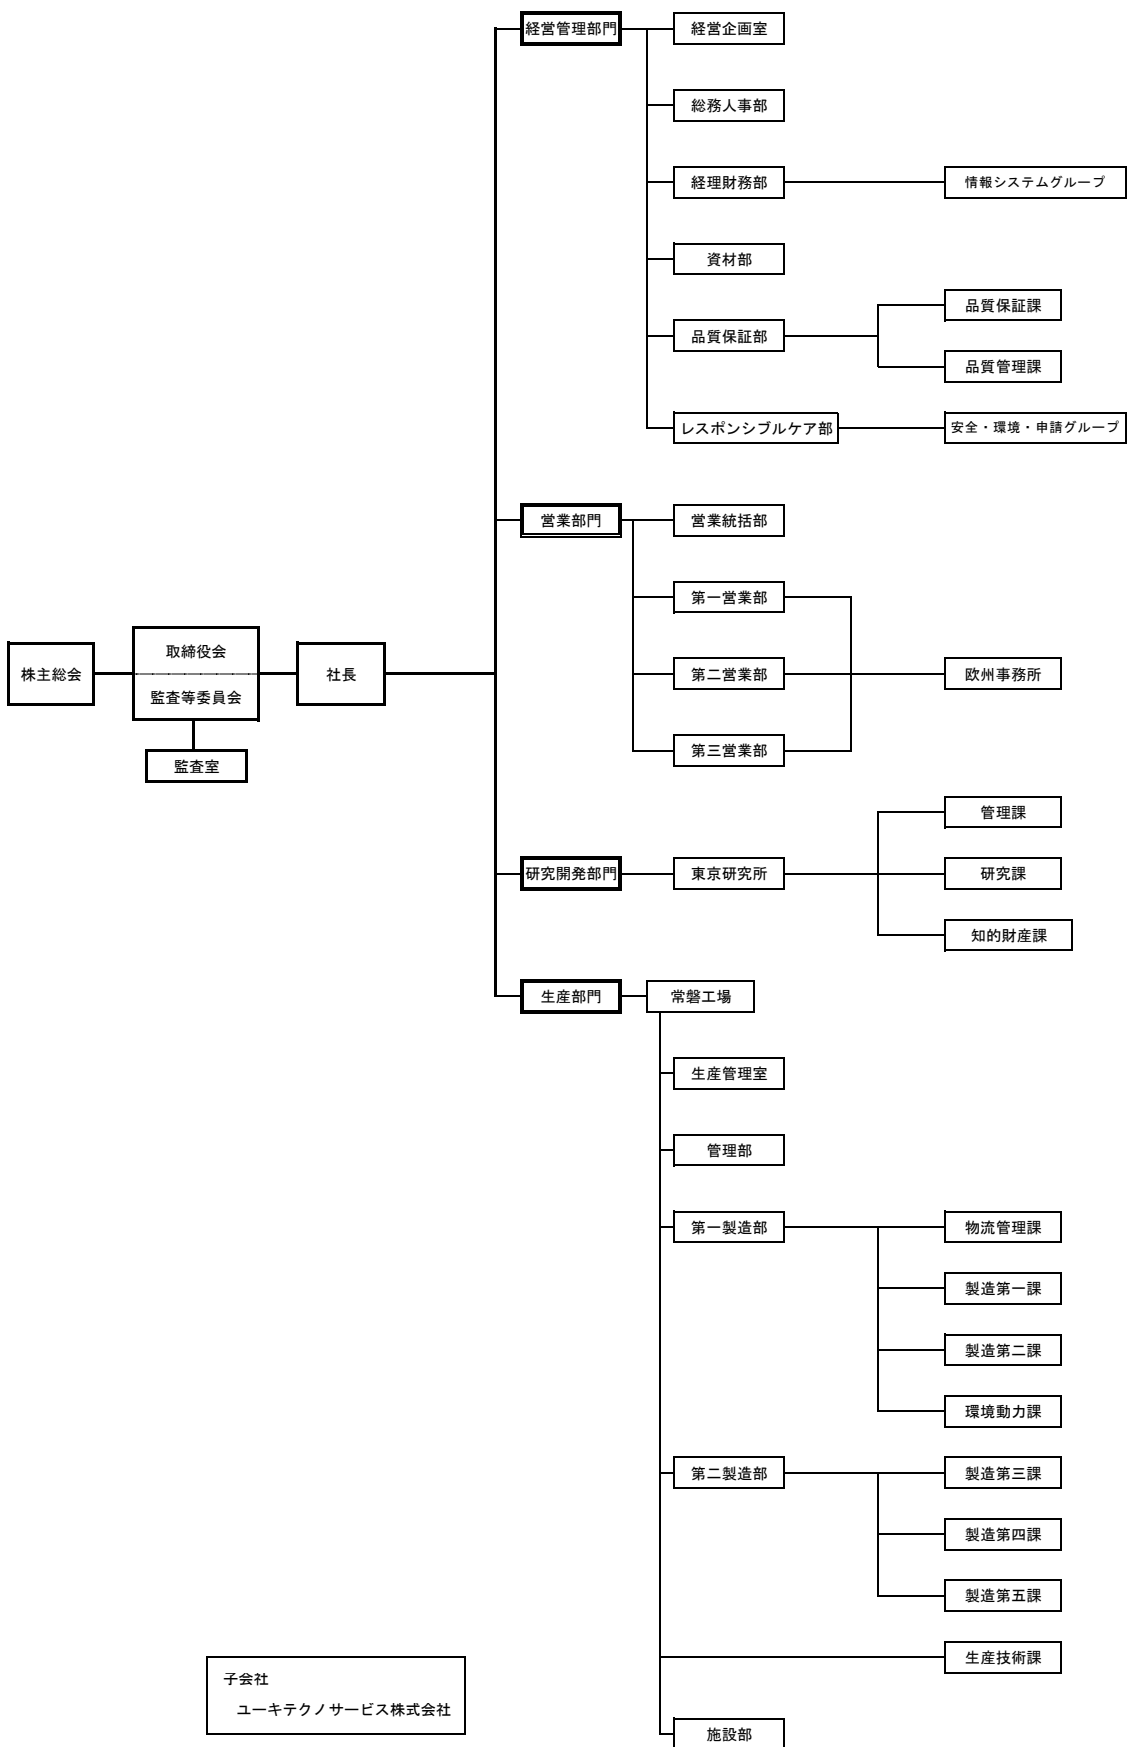 経営管理部門
経営企画室
総務人事部
経理財務部
情報システムグループ
資材部
品質保証部
品質保証課
品質管理課
レスポンシブルケア部
安全・環境・申請グループ
営業部門
営業統括部
第一営業部
第二営業部
第三営業部
欧州事務所
株主総会
取締役会
監査等委員会
監査室
社長
研究開発部門
東京研究所
管理課
研究課
知的財産課
生産部門
常磐工場
生産管理室
管理部
第一製造部
物流管理課
製造第一課
製造第二課
環境動力課
第二製造部
製造第三課
製造第四課
製造第五課
生産技術課
施設部
子会社
ユーキテクノサービス株式会社